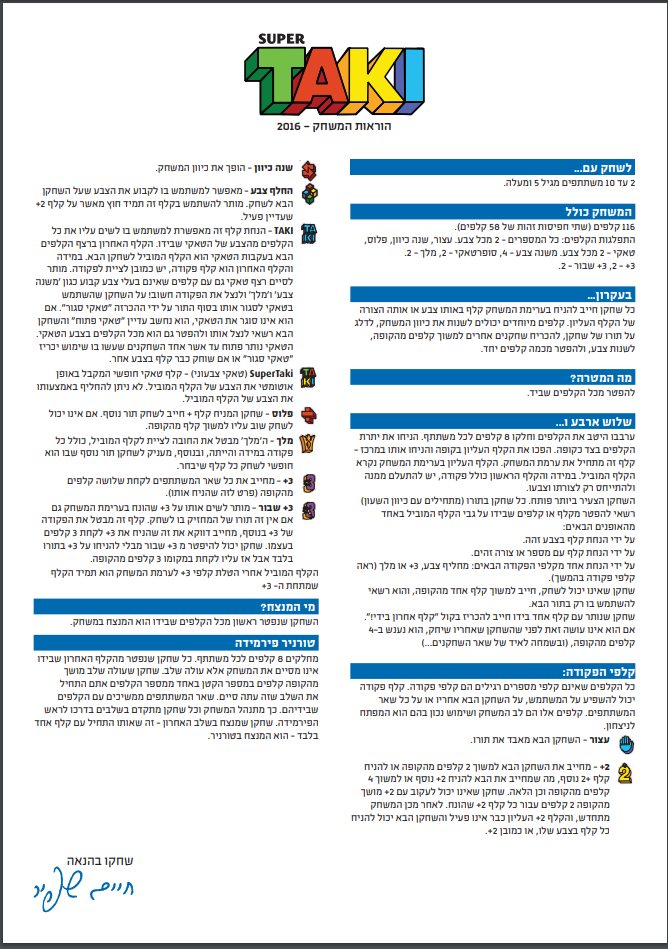 SUPER
TAKI
הוראות המשחק – 2016
לשחק עם...
2 עד 10 משתתפים מגיל 5 ומעלה.
המשחק כולל
116 קלפים (שתי חפיסות זהות של 58 קלפים).
התפלגות הקלפים: כל המספרים - 2 מכל צבע. עצור, שנה כיוון, פלוס,
טאקי - 2 מכל צבע. משנה צבע - 4, סופרטאקי - 2, מלך - 2.
3+ - 2, 3+ שבור - 2.
בעקרון...
כל שחקן חייב להניח בערימת המשחק קלף באותו צבע או אותה הצורה
של הקלף העליון. קלפים מיוחדים יכולים לשנות את כיוון המשחק, לדלג
על תורו של שחקן, להכריח שחקנים אחרים למשוך קלפים מהקופה,
לשנות צבע, ולהפטר מכמה קלפים יחד.
מה המטרה?
להפטר מכל הקלפים שביד.
שלוש ארבע ו...
ערבבו היטב את הקלפים וחלקו 8 קלפים לכל משתתף. הניחו את יתרת
הקלפים בצד כקופה. הפכו את הקלף העליון בקופה והניחו אותו במרכז -
קלף זה מתחיל את ערמת המשחק. הקלף העליון בערימת המשחק נקרא
הקלף המוביל. במידה והקלף הראשון כולל פקודה, יש להתעלם ממנה
ולהתייחס רק לצורתו וצבעו.
השחקן הצעיר ביותר פותח. כל שחקן בתורו (מתחילים עם כיוון השעון)
רשאי להפטר מקלף או קלפים שבידו על גבי הקלף המוביל באחד
מהאופנים הבאים:
על ידי הנחת קלף בצבע זהה.
על ידי הנחת קלף עם מספר או צורה זהים.
על ידי הנחת אחד מקלפי הפקודה הבאים: מחליף צבע, 3+ או מלך (ראה
קלפי פקודה בהמשך).
שחקן שאינו יכול לשחק, חייב למשוך קלף אחד מהקופה, והוא רשאי
להשתמש בו רק בתור הבא.
שחקן שנותר עם קלף אחד בידו חייב להכריז בקול "קלף אחרון בידי!".
אם הוא אינו עושה זאת לפני שהשחקן שאחריו שיחק, הוא נענש ב-4
קלפים מהקופה, (ובשמחה לאיד של שאר השחקנים...)
קלפי הפקודה:
כל הקלפים שאינם קלפי מספרים רגילים הם קלפי פקודה. קלף פקודה
יכול להשפיע על המשתמש, על השחקן הבא אחריו או על כל שאר
המשתתפים. קלפים אלו הם לב המשחק ושימוש נכון בהם הוא המפתח
לניצחון.
עצור - השחקן הבא מאבד את תורו.
2+ - מחייב את השחקן הבא למשוך 2 קלפים מהקופה או להניח
קלף 2+ נוסף, מה שמחייב את הבא להניח 2+ נוסף או למשוך 4
קלפים מהקופה וכן הלאה. שחקן שאינו יכול לעקוב עם 2+ מושך
מהקופה 2 קלפים עבור כל קלף 2+ שהונח. לאחר מכן המשחק
מתחדש, והקלף 2+ העליון כבר אינו פעיל והשחקן הבא יכול להניח
כל קלף בצבע שלו, או כמובן 2+.
שנה כיוון - הופך את כיוון המשחק.
החלף צבע - מאפשר למשתמש בו לקבוע את הצבע שעל השחקן
הבא לשחק. מותר להשתמש בקלף זה תמיד חוץ מאשר על קלף 2+
שעדיין פעיל.
TAKI - הנחת קלף זה מאפשרת למשתמש בו לשים עליו את כל
הקלפים מהצבע של הטאקי שבידו. הקלף האחרון ברצף הקלפים
הבא בעקבות הטאקי הוא הקלף המוביל לשחקן הבא. במידה
והקלף האחרון הוא קלף פקודה, יש כמובן לציית לפקודה. מותר
לסיים רצף טאקי גם עם קלפים שאינם בעלי צבע קבוע כגון 'משנה
צבע' ו'מלך' ולנצל את הפקודה חשוב! על השחקן שהשתמש
בטאקי לסגור אותו בסוף התור על ידי ההכרזה "טאקי סגור". אם
הוא אינו סוגר את הטאקי, הוא נחשב עדיין "טאקי פתוח" והשחקן
הבא רשאי לנצל אותו ולהפטר גם הוא מכל הקלפים בצבע הטאקי.
הטאקי נותר פתוח עד אשר אחד השחקנים שעשו בו שימוש יכריז
"טאקי סגור" או שאם שוחק כבר קלף בצבע אחר.
SuperTaki (טאקי צבעוני) - קלף טאקי חופשי המקבל באופן
אוטומטי את הצבע של הקלף המוביל. לא ניתן להחליף באמצעותו
את הצבע של הקלף המוביל.
פלוס - שחקן המניח קלף + חייב לשחק תור נוסף. אם אינו יכול
לשחק שוב עליו למשוך קלף מהקופה.
מלך - ה"מלך" מבטל את החובה לציית לקלף המוביל, כולל כל
פקודה במידה והייתה, ובנוסף, מעניק לשחקן תור נוסף שבו הוא
חופשי לשחק כל קלף שיבחר.
3+ - מחייב את כל שאר המשתתפים לקחת שלושה קלפים
מהקופה (פרט לזה שהניח אותו).
3+ שבור - מותר לשים אותו על 3+ שהונח בערימת המשחק גם
אם אין זה תורו של המחזיק בו לשחק. קלף זה מבטל את הפקודה
של 3+ ובנוסף, מחייב דווקא את זה שהניח את 3+ לקחת 3 קלפים
בעצמו. שחקן יכול להיפטר מ 3+ שבור מבלי להניחו על 3+ בתורו
בלבד אבל אז עליו לקחת במקומו 3 קלפים מהקופה.
הקלף המוביל אחרי הטלת קלפי 3+ לערמת המשחק הוא תמיד הקלף
שמתחת ה- 3+
מי המנצח?
השחקן שנפטר ראשון מכל הקלפים שבידו הוא המנצח במשחק.
טורניר פירמידה
מחלקים 8 קלפים לכל משתתף. כל שחקן שנפטר מהקלף האחרון שבידו
אינו מסיים את המשחק אלא עולה שלב. שחקן שעולה שלב מושך
מהקופה קלפים במספר הקטן באחד ממספר הקלפים אתם התחיל
את השלב שזה עתה סיים. שאר המשתתפים ממשיכים עם הקלפים
שבידיהם. כך מתנהל המשחק וכל שחקן מתקדם בשלבים בדרכו לראש
הפירמידה. שחקן שמנצח בשלב האחרון - זה שאותו התחיל עם קלף אחד
בלבד - הוא המנצח בטורניר.
שחקו בהנאה
חיים שפיר